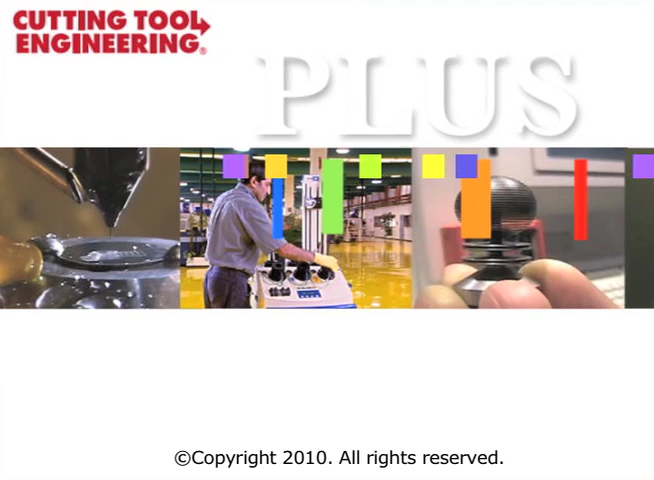 CUTTING TOOL
ENGINEERING®
PLUS
©Copyright 2010. All rights reserved.